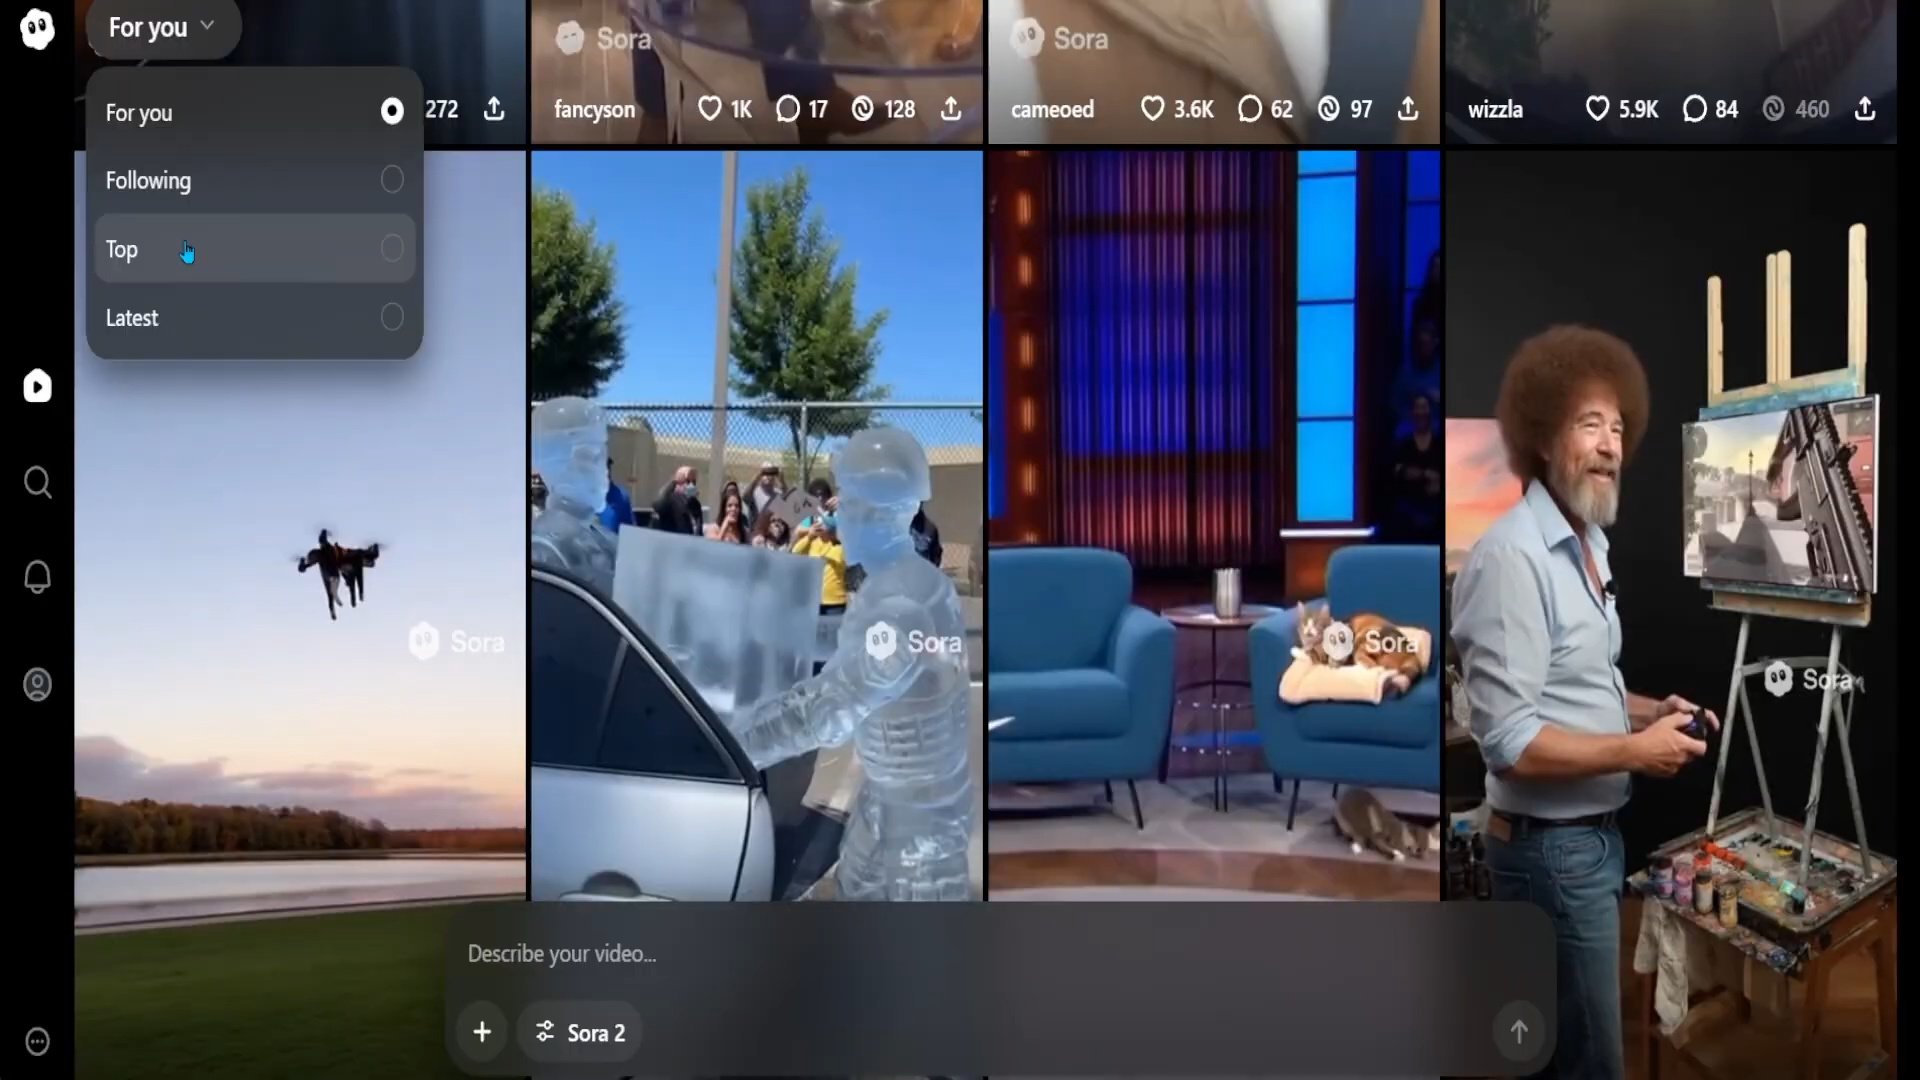 For you
Sora
Sora
For you
272
fancyson
1K
17
128
cameoed
3.6K
62
97
wizzla
5.9K
84
460
Following
Top
Latest
Sora
Sora
Sora
Sora
Describe your video...
Sora 2